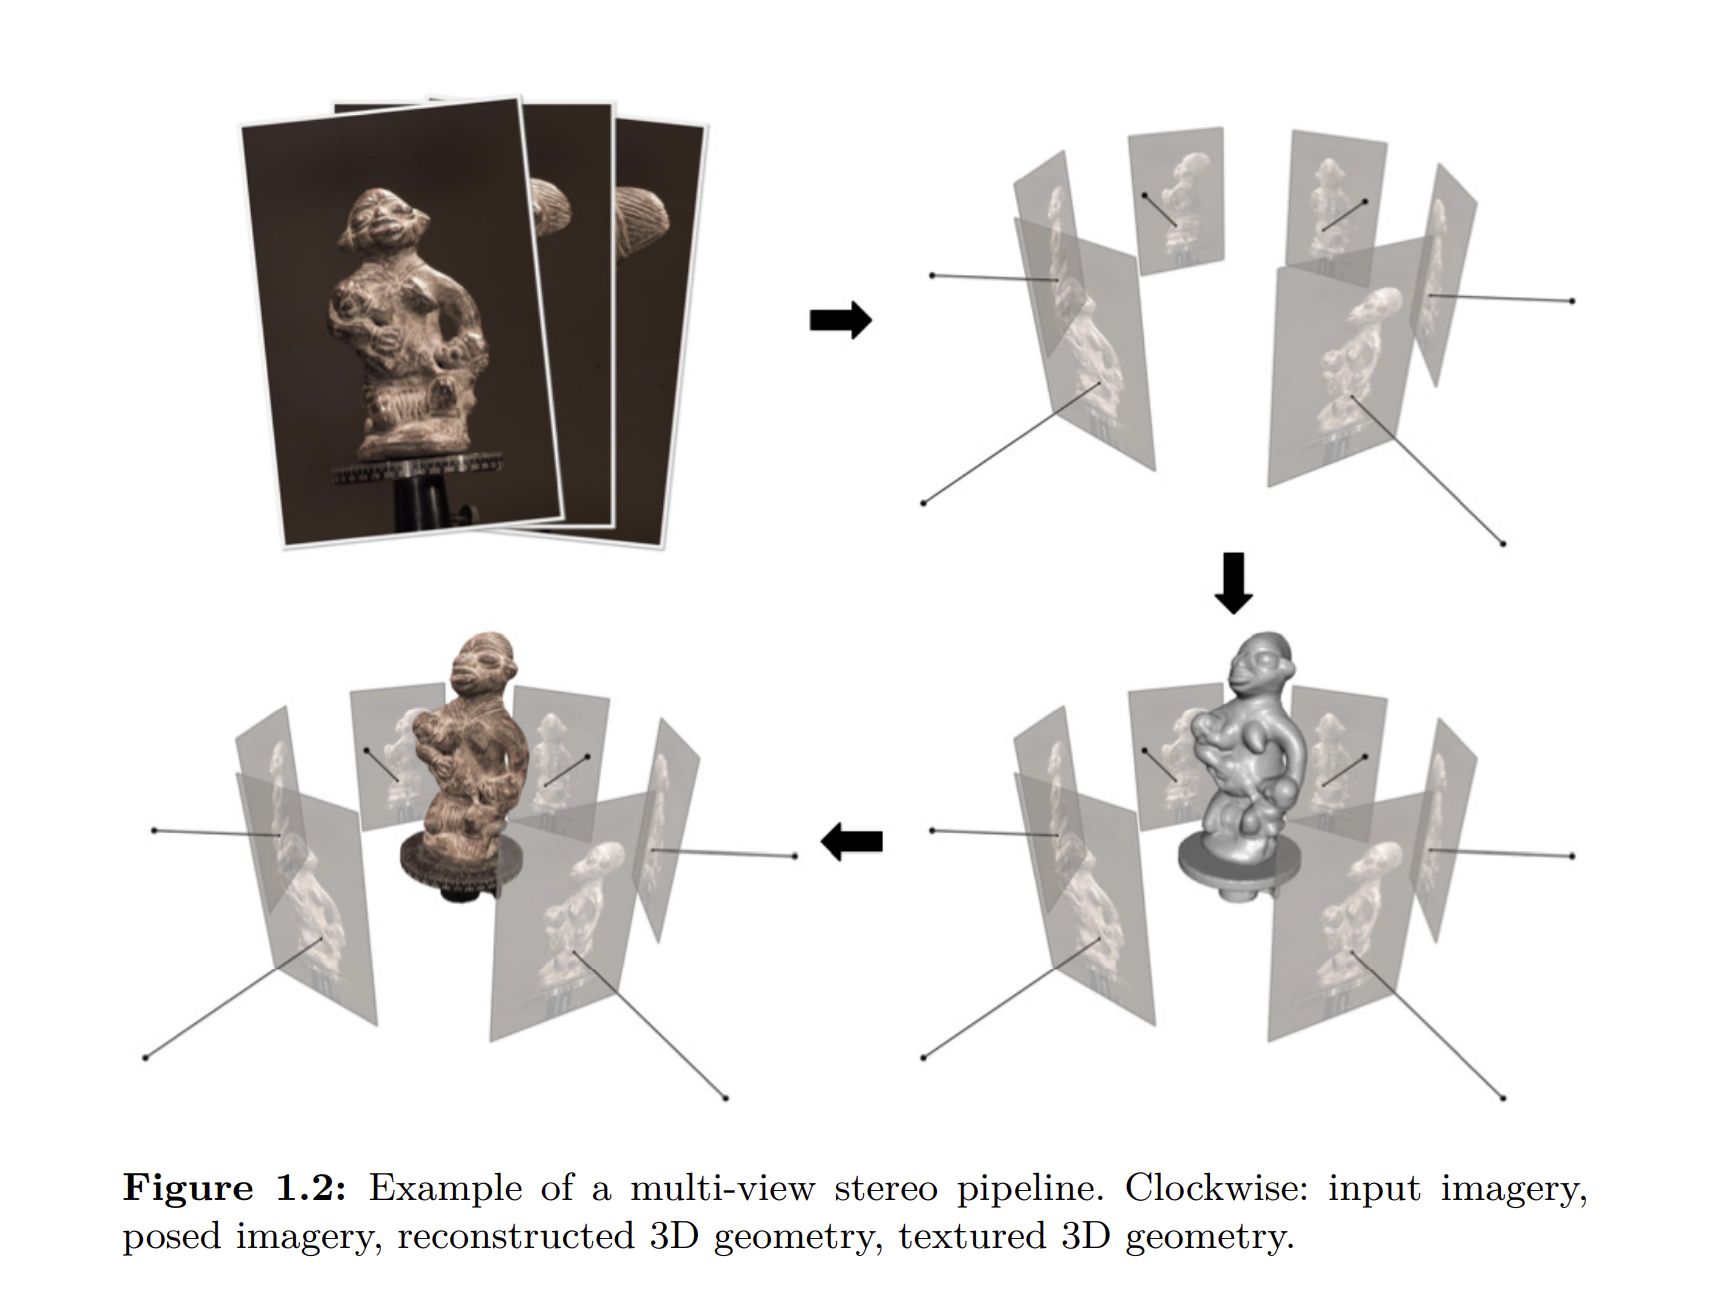 Figure 1.2: Example of a multi-view stereo pipeline. Clockwise: input imagery,
posed imagery, reconstructed 3D geometry, textured 3D geometry.